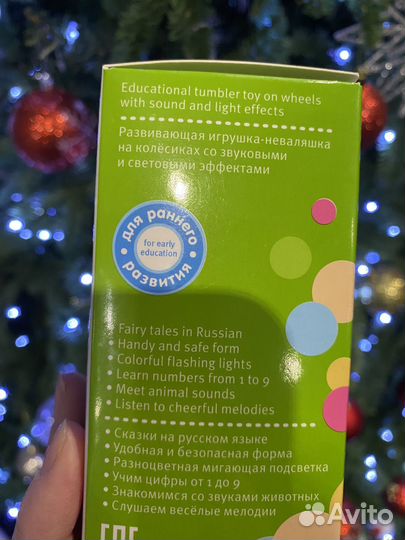 Educational tumbler toy on wheels
with sound and light effects
Развивающая игрушка-неваляшка
на колёсиках со звуковыми
и световыми эффектами
для раннего
for early
education
развития
• Fairy tales in Russian
• Handy and safe form
• Colorful flashing lights
• Learn numbers from 1 to 9
• Meet animal sounds
• Listen to cheerful melodies
• Сказки на русском языке
• Удобная и безопасная форма
• Разноцветная мигающая подсветка
• Учим цифры от 1 до 9
• Знакомимся со звуками животных
• Слушаем весёлые мелодии
Avito